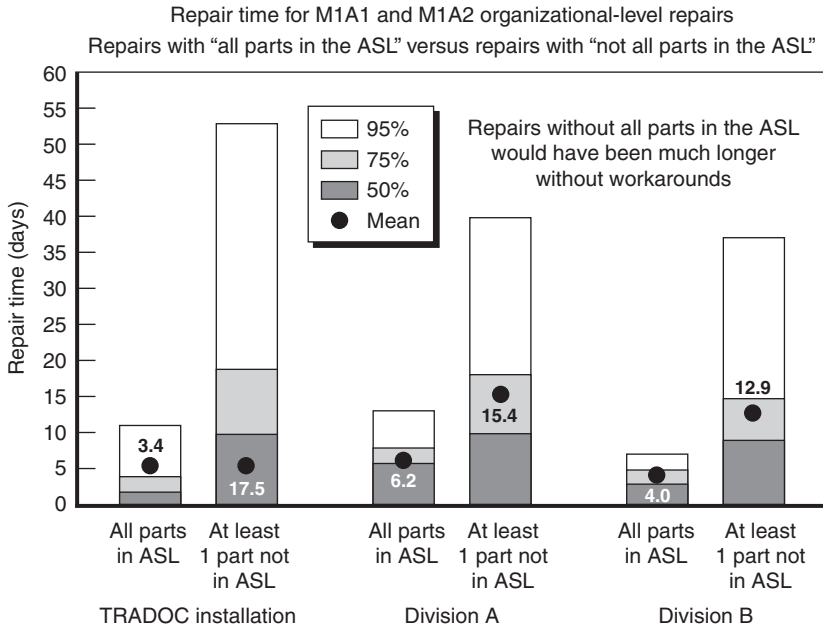 Repair time for M1A1 and M1A2 organizational-level repairs
Repairs with “all parts in the ASL” versus repairs with “not all parts in the ASL”
Repair time (days)
60
55
50
45
40
35
30
25
20
15
10
5
0
95%
75%
50%
Mean
Repairs without all parts in the ASL
would have been much longer
without workarounds
3.4
17.5
6.2
15.4
4.0
12.9
All parts
in ASL
At least
1 part not
in ASL
All parts
in ASL
At least
1 part not
in ASL
All parts
in ASL
At least
1 part not
in ASL
TRADOC installation
Division A
Division B